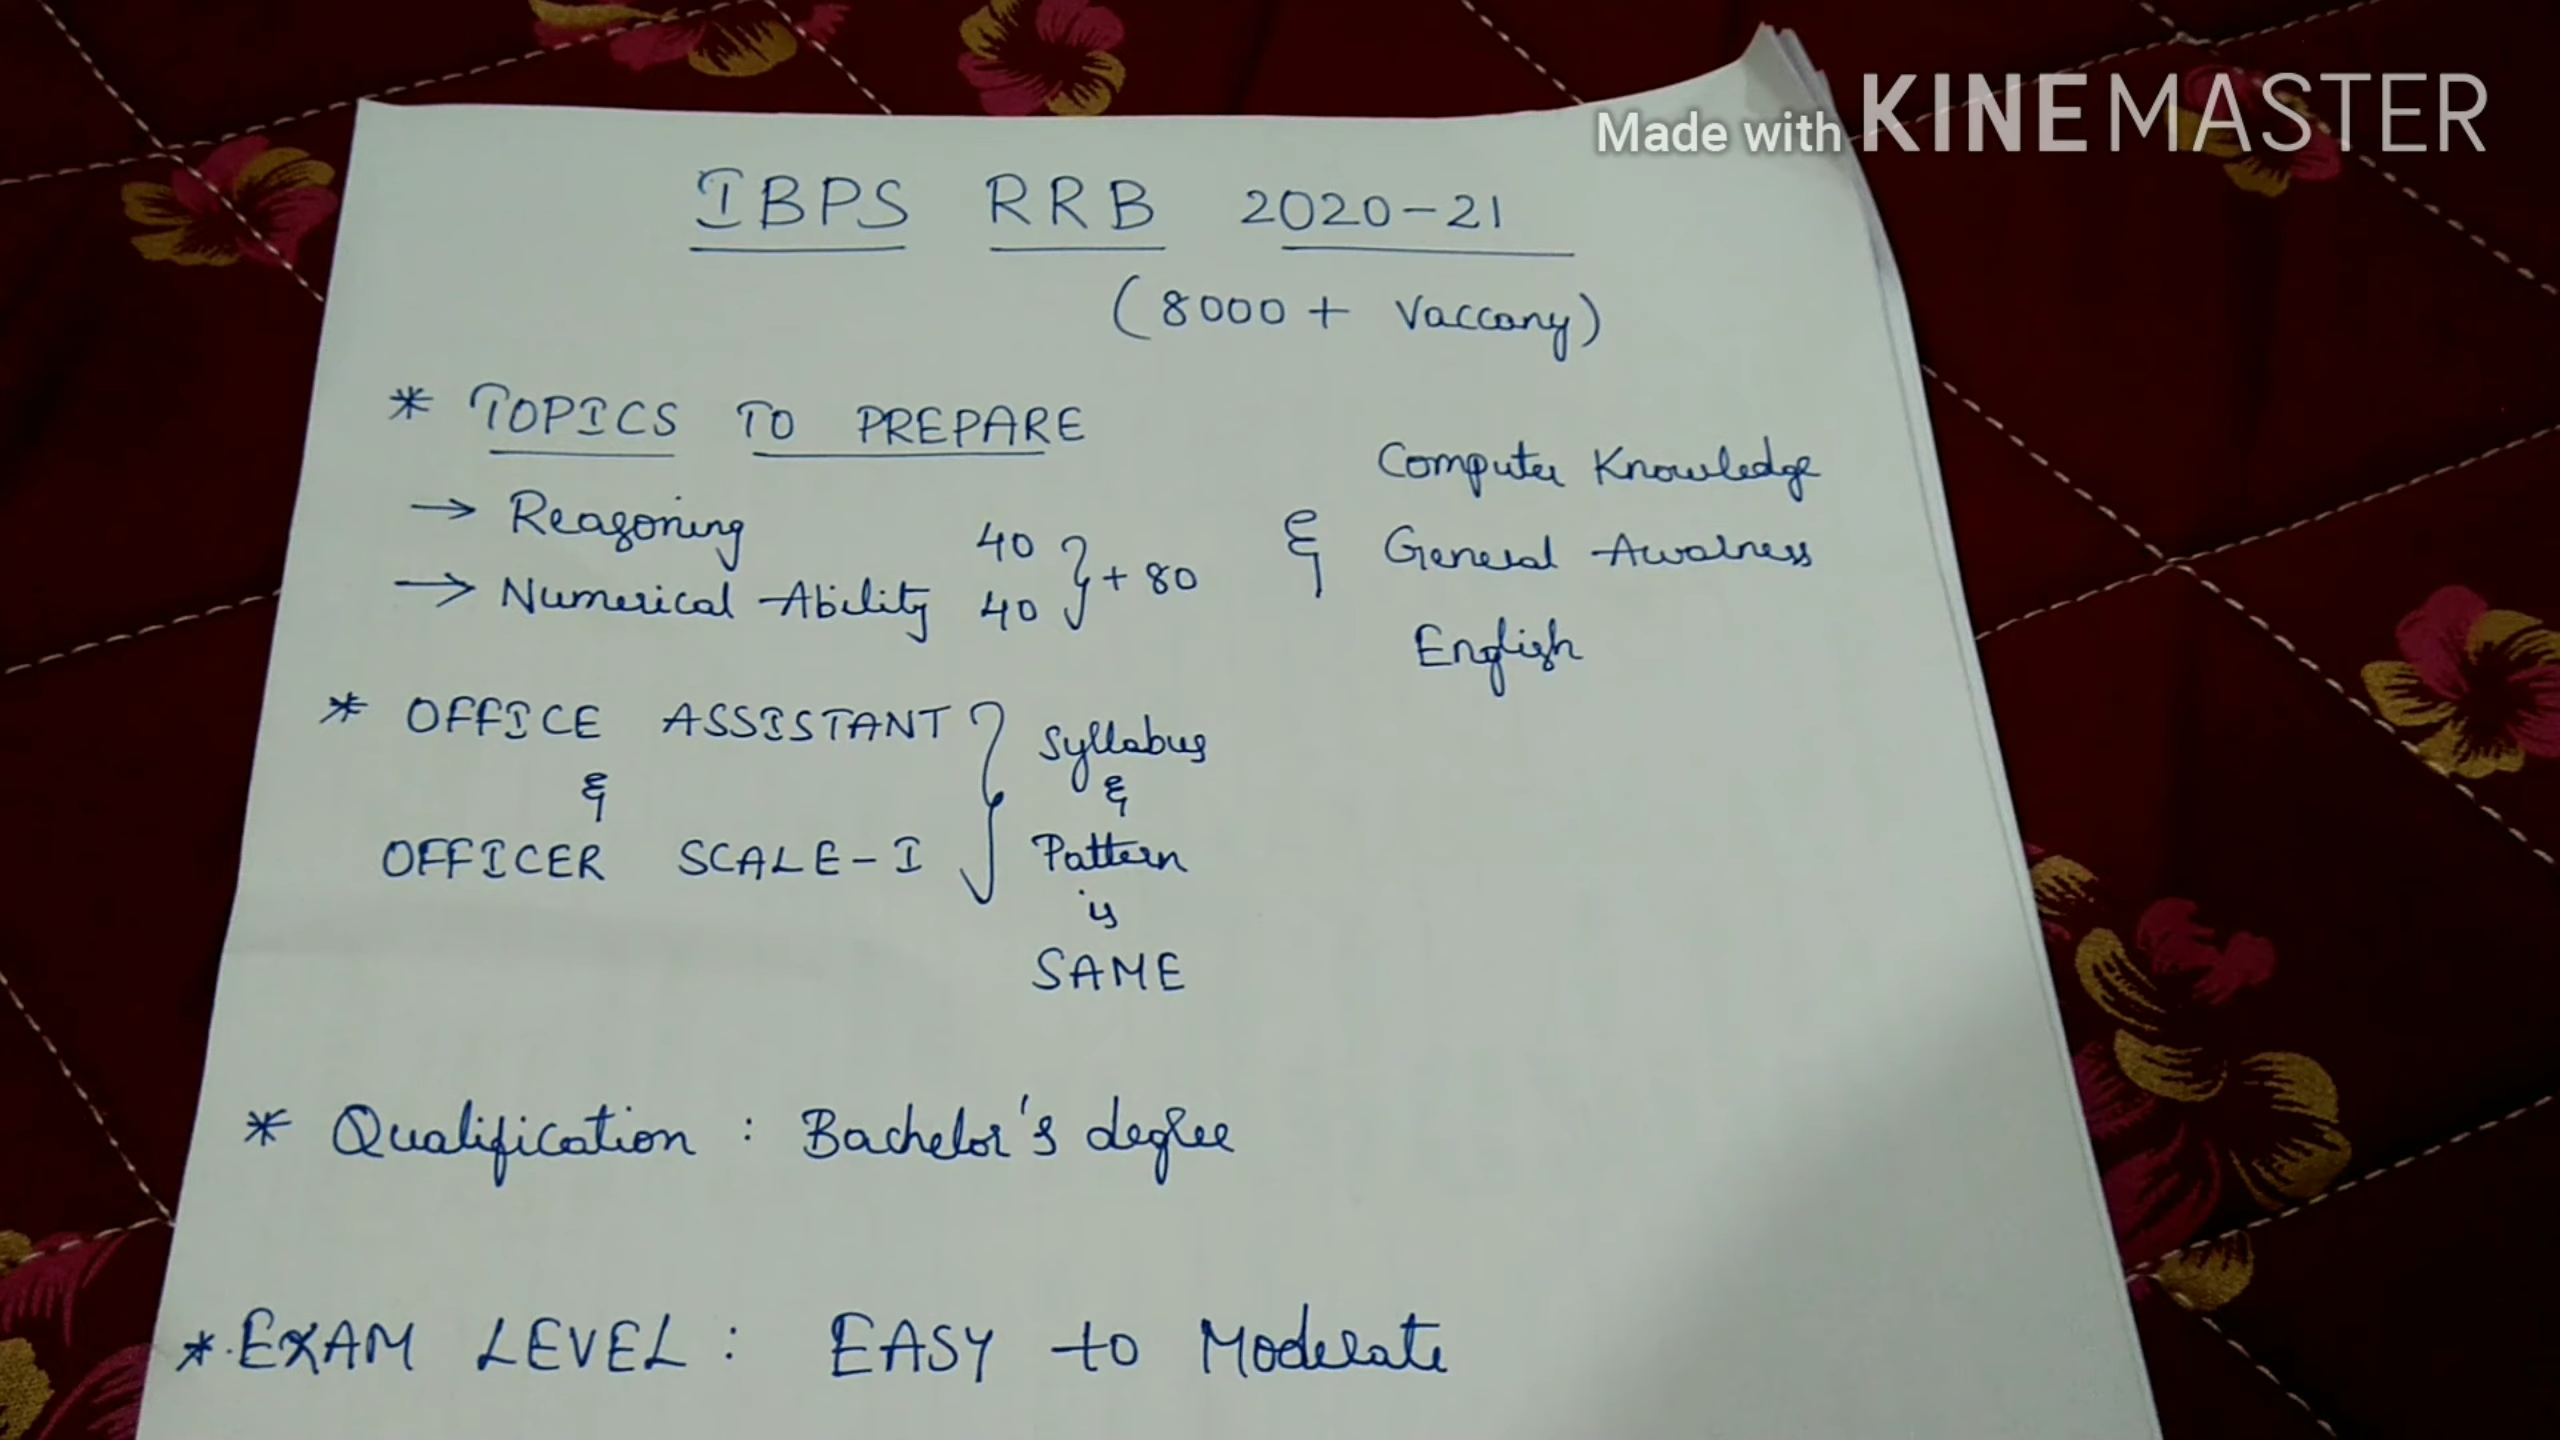 Made with KINEMASTER
IBPS RRB 2020-21
(8000 + Vaccany)
* TOPICS TO PREPARE
→ Reasoning 40
→ Numerical Ability 40 } + 80
& Computer Knowledge
General Awarness
English
* OFFICE ASSISTANT
&
OFFICER SCALE-I
} Syllabus
&
Pattern
is
SAME
* Qualification : Bachelor's degree
* EXAM LEVEL : EASY to Moderate